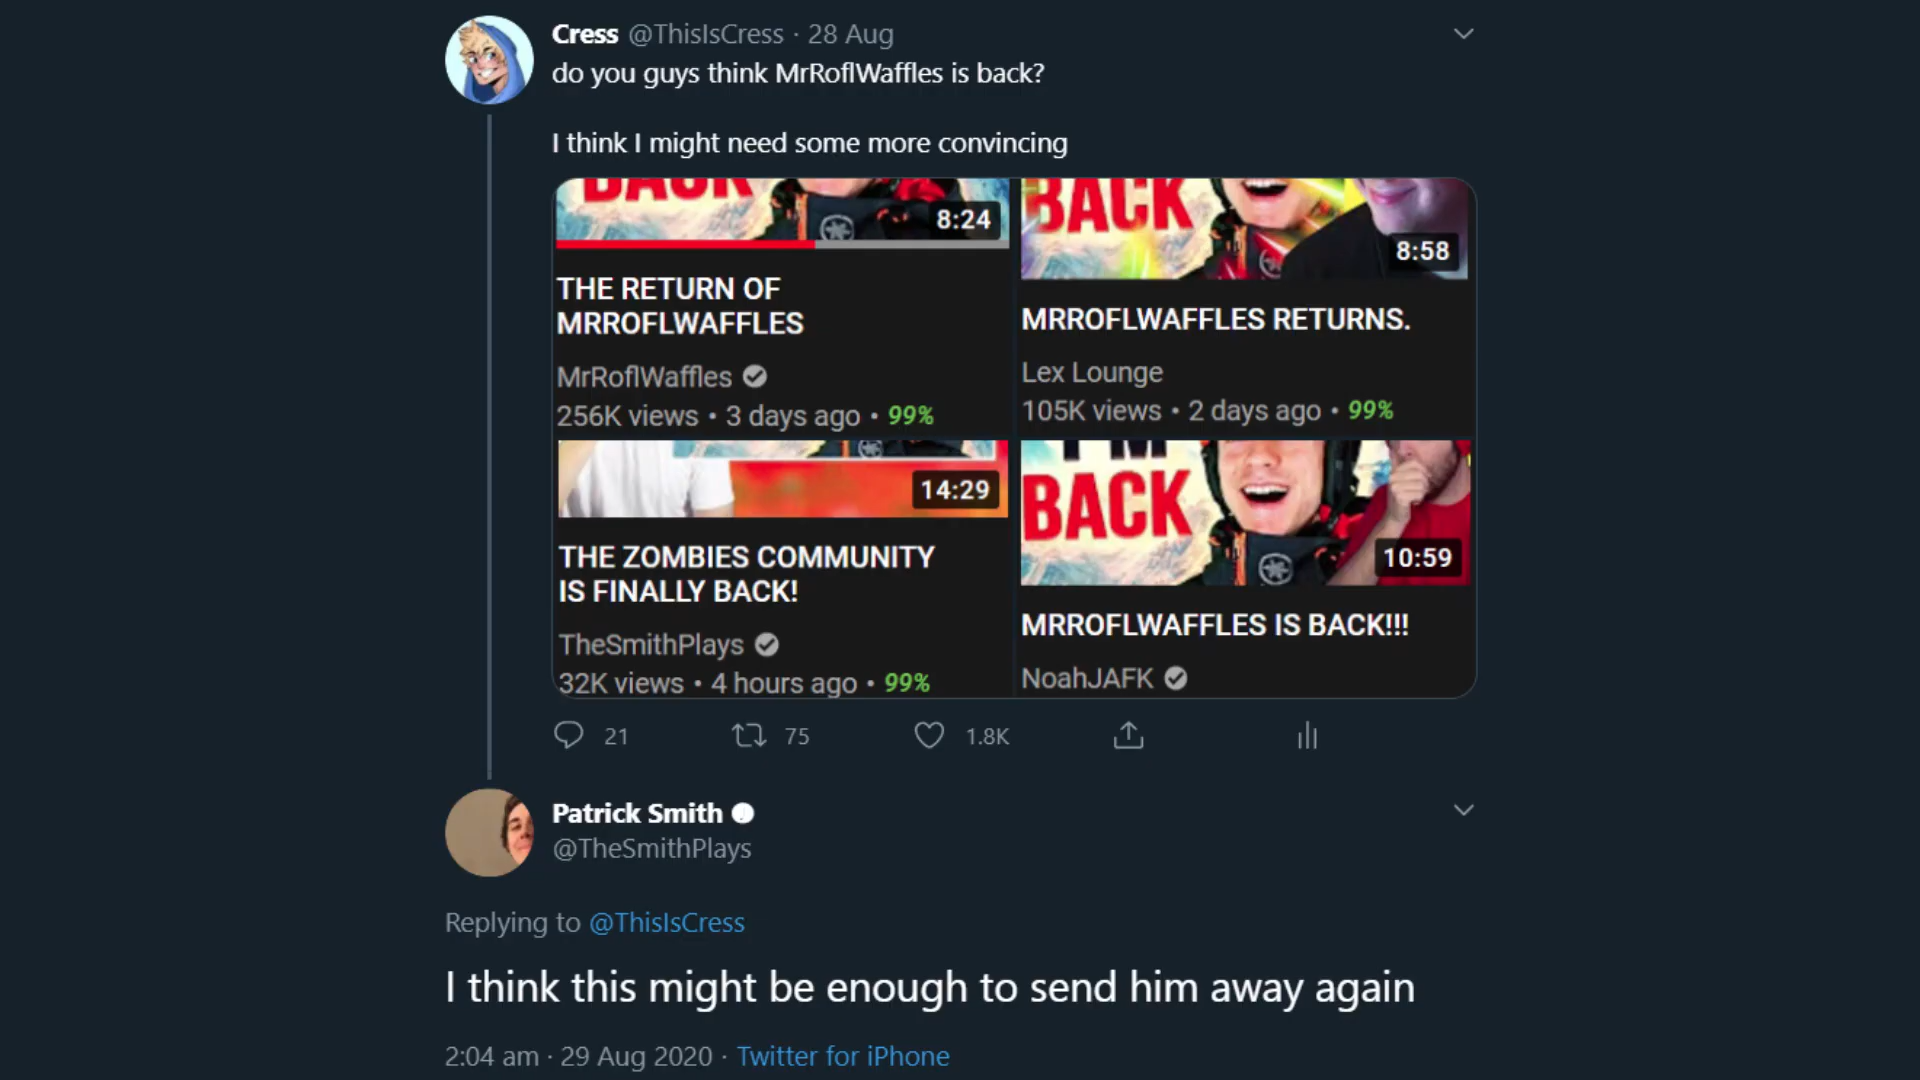 Cress @ThisIsCress · 28 Aug
do you guys think MrRoflWaffles is back?
I think I might need some more convincing
BACK
8:24
THE RETURN OF
MRROFLWAFFLES
MrRoflWaffles
256K views • 3 days ago • 99%
BACK
8:58
MRROFLWAFFLES RETURNS.
Lex Lounge
105K views • 2 days ago • 99%
14:29
THE ZOMBIES COMMUNITY
IS FINALLY BACK!
TheSmithPlays
32K views • 4 hours ago • 99%
I'M
BACK
10:59
MRROFLWAFFLES IS BACK!!!
NoahJAFK
21 75 1.8K
Patrick Smith
@TheSmithPlays
Replying to @ThisIsCress
I think this might be enough to send him away again
2:04 am · 29 Aug 2020 · Twitter for iPhone